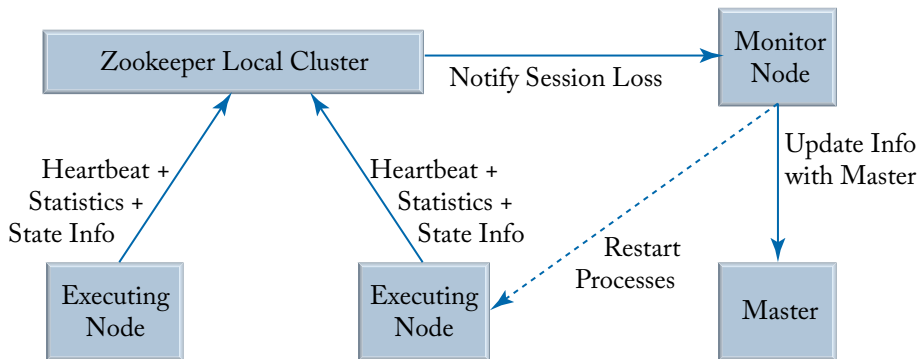 Zookeeper Local Cluster
Monitor
Node
Notify Session Loss
Heartbeat +
Statistics +
State Info
Heartbeat +
Statistics +
State Info
Update Info
with Master
Restart
Processes
Executing
Node
Executing
Node
Master